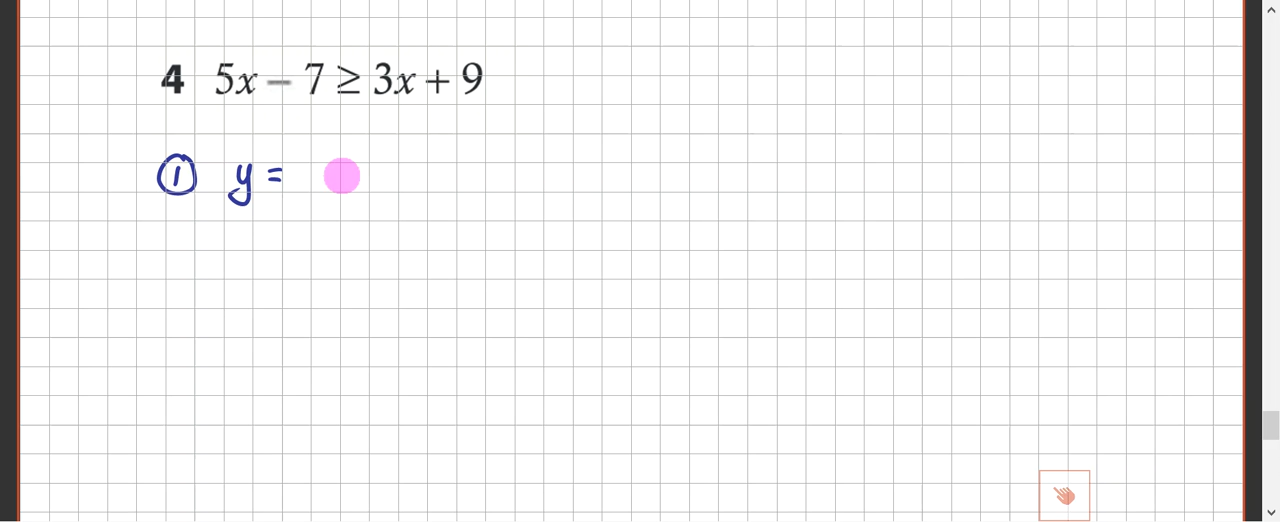 4 5x − 7 ≥ 3x + 9
① y =